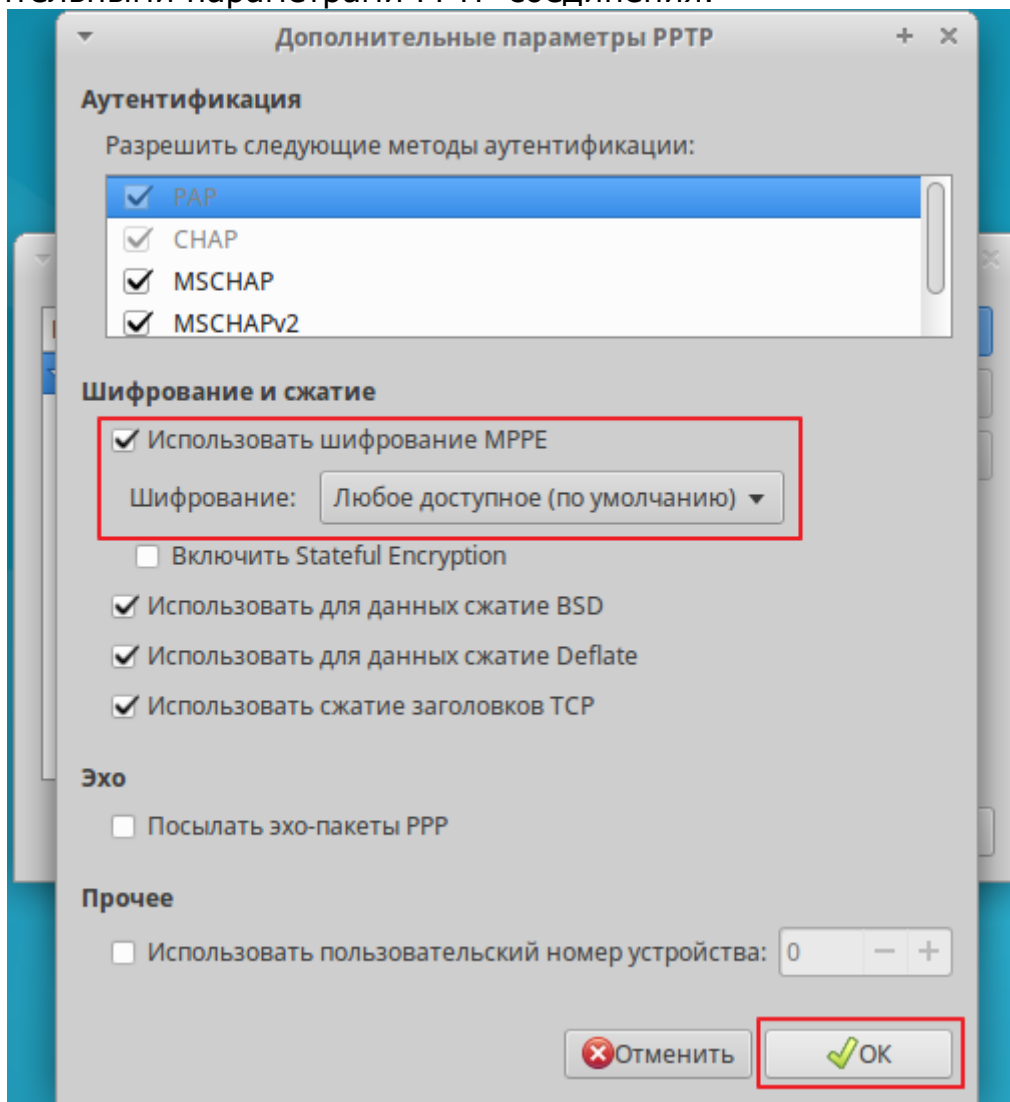 Дополнительные параметры PPTP
Аутентификация
Разрешить следующие методы аутентификации:
PAP
CHAP
MSCHAP
MSCHAPv2
Шифрование и сжатие
Использовать шифрование MPPE
Шифрование: Любое доступное (по умолчанию)
Включить Stateful Encryption
Использовать для данных сжатие BSD
Использовать для данных сжатие Deflate
Использовать сжатие заголовков TCP
Эхо
Посылать эхо-пакеты PPP
Прочее
Использовать пользовательский номер устройства: 0
Отменить OK